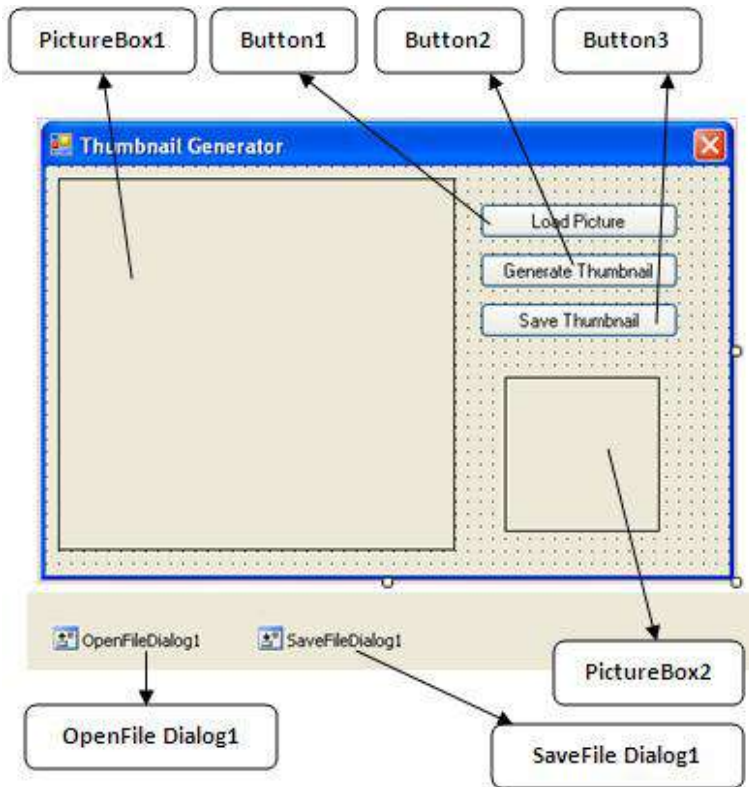 PictureBox1
Button1
Button2
Button3
Thumbnail Generator
Load Picture
Generate Thumbnail
Save Thumbnail
OpenFileDialog1
SaveFileDialog1
PictureBox2
OpenFile Dialog1
SaveFile Dialog1